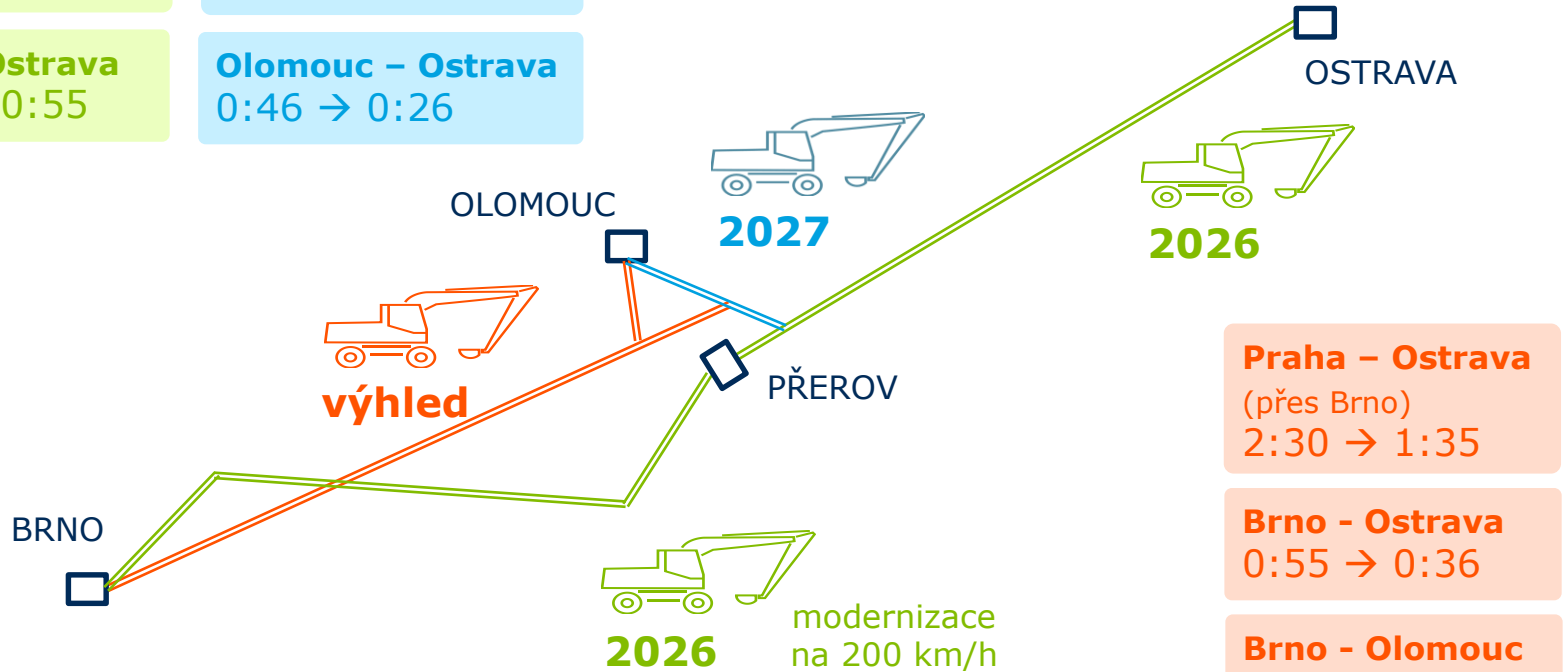 Ostrava
0:55
Olomouc – Ostrava
0:46 → 0:26
OSTRAVA
2026
2027
OLOMOUC
výhled
PŘEROV
BRNO
2026
modernizace
na 200 km/h
Praha – Ostrava
(přes Brno)
2:30 → 1:35
Brno - Ostrava
0:55 → 0:36
Brno - Olomouc